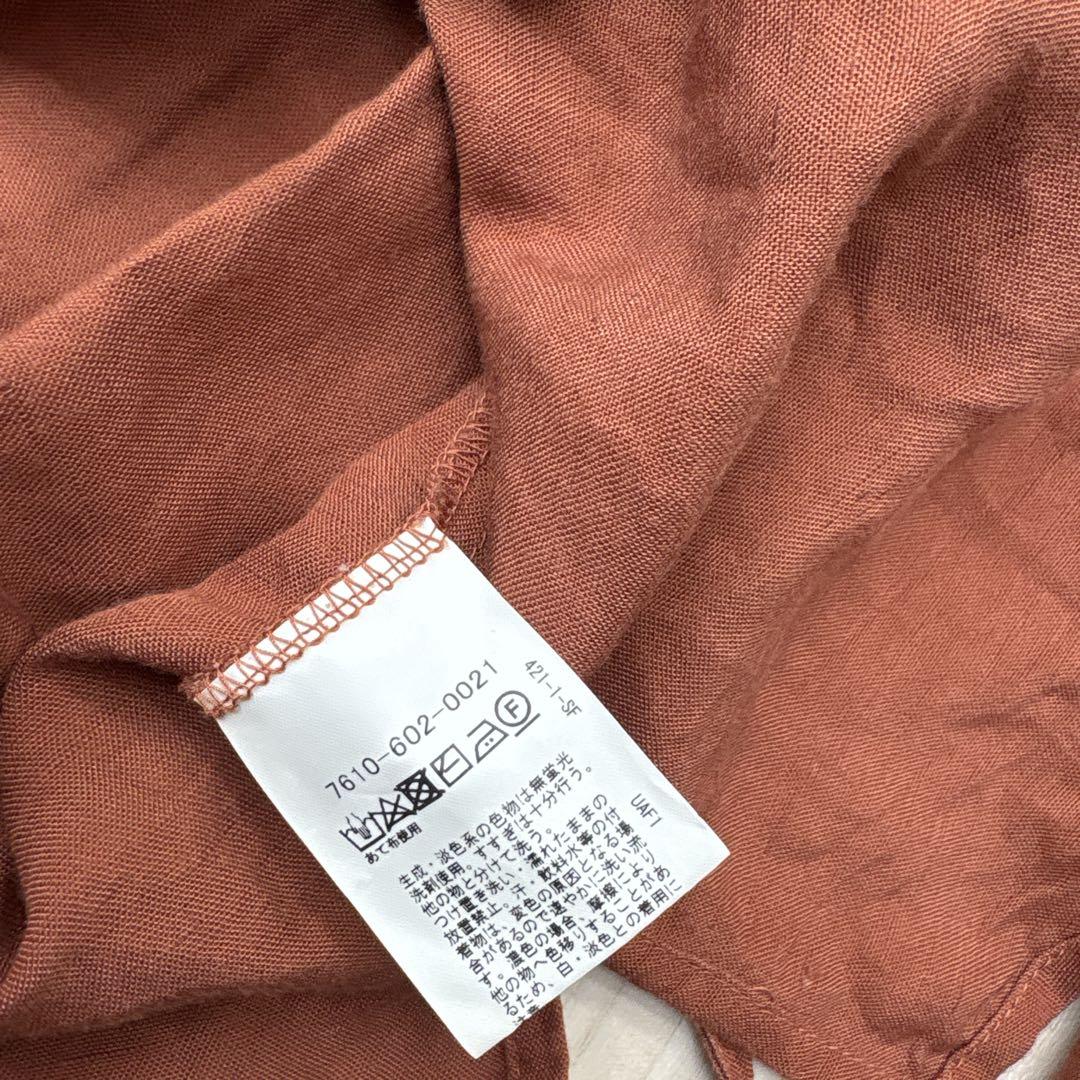 7610-602-0021
421-1-SF
F
あて布使用
生成・淡色系の色物は無蛍光
洗剤使用。すすぎは十分行う。
他の物と分けて洗う。
つけ置き洗い・濡れたままの
放置禁止。汗・飲料水等の付
着物は、変色の原因となる場
合があるので速やかに洗い流
す。濃色の場合、摩擦により
他の物へ色移りすることがあ
るため、白・淡色との着用に
注意
UAF1